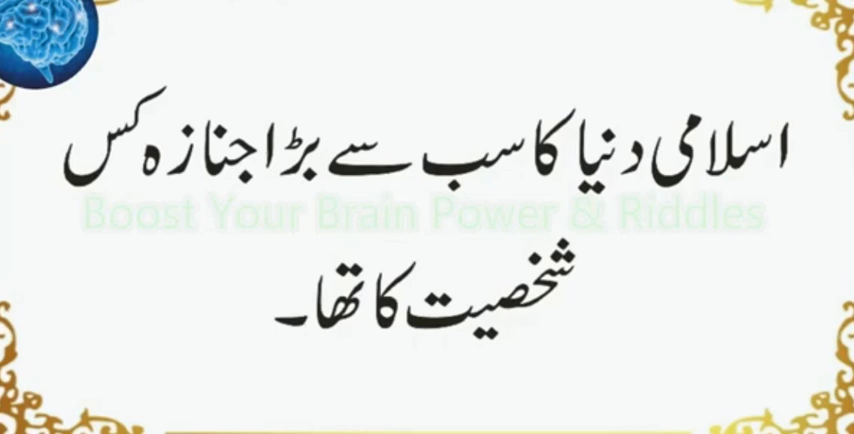 اسلامی دنیا کا سب سے بڑا جنازہ کس
Boost Your Brain Power & Riddles
شخصیت کا تھا۔